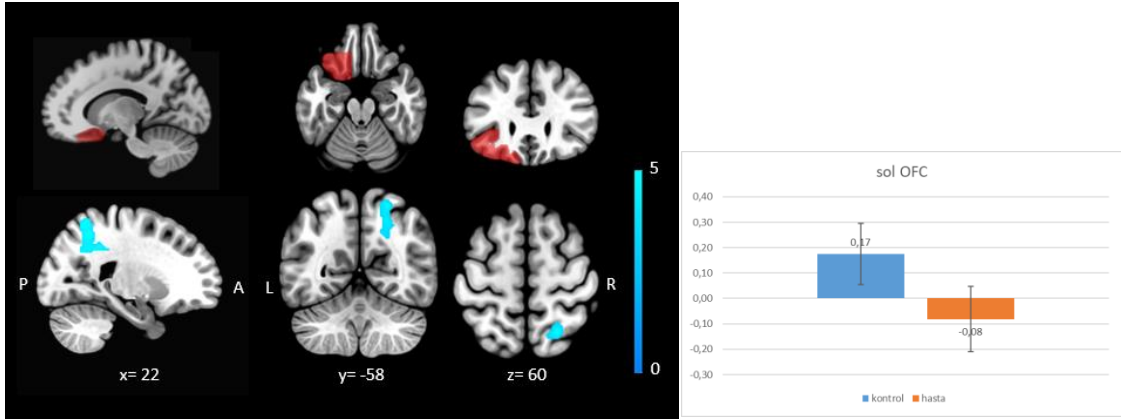 5
P
A
L
R
0
x= 22
y= -58
z= 60
sol OFC
0,40
0,30
0,20
0,10
0,00
-0,10
-0,20
-0,30
0,17
-0,08
kontrol
hasta